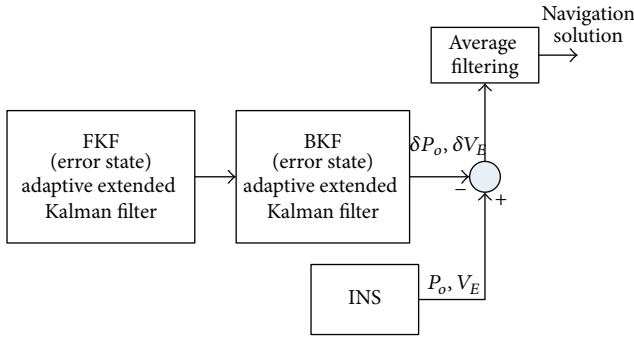 Navigation
solution
Average
filtering
FKF
(error state)
adaptive extended
Kalman filter
BKF
(error state)
adaptive extended
Kalman filter
δP_o, δV_E
−
+
INS
P_o, V_E